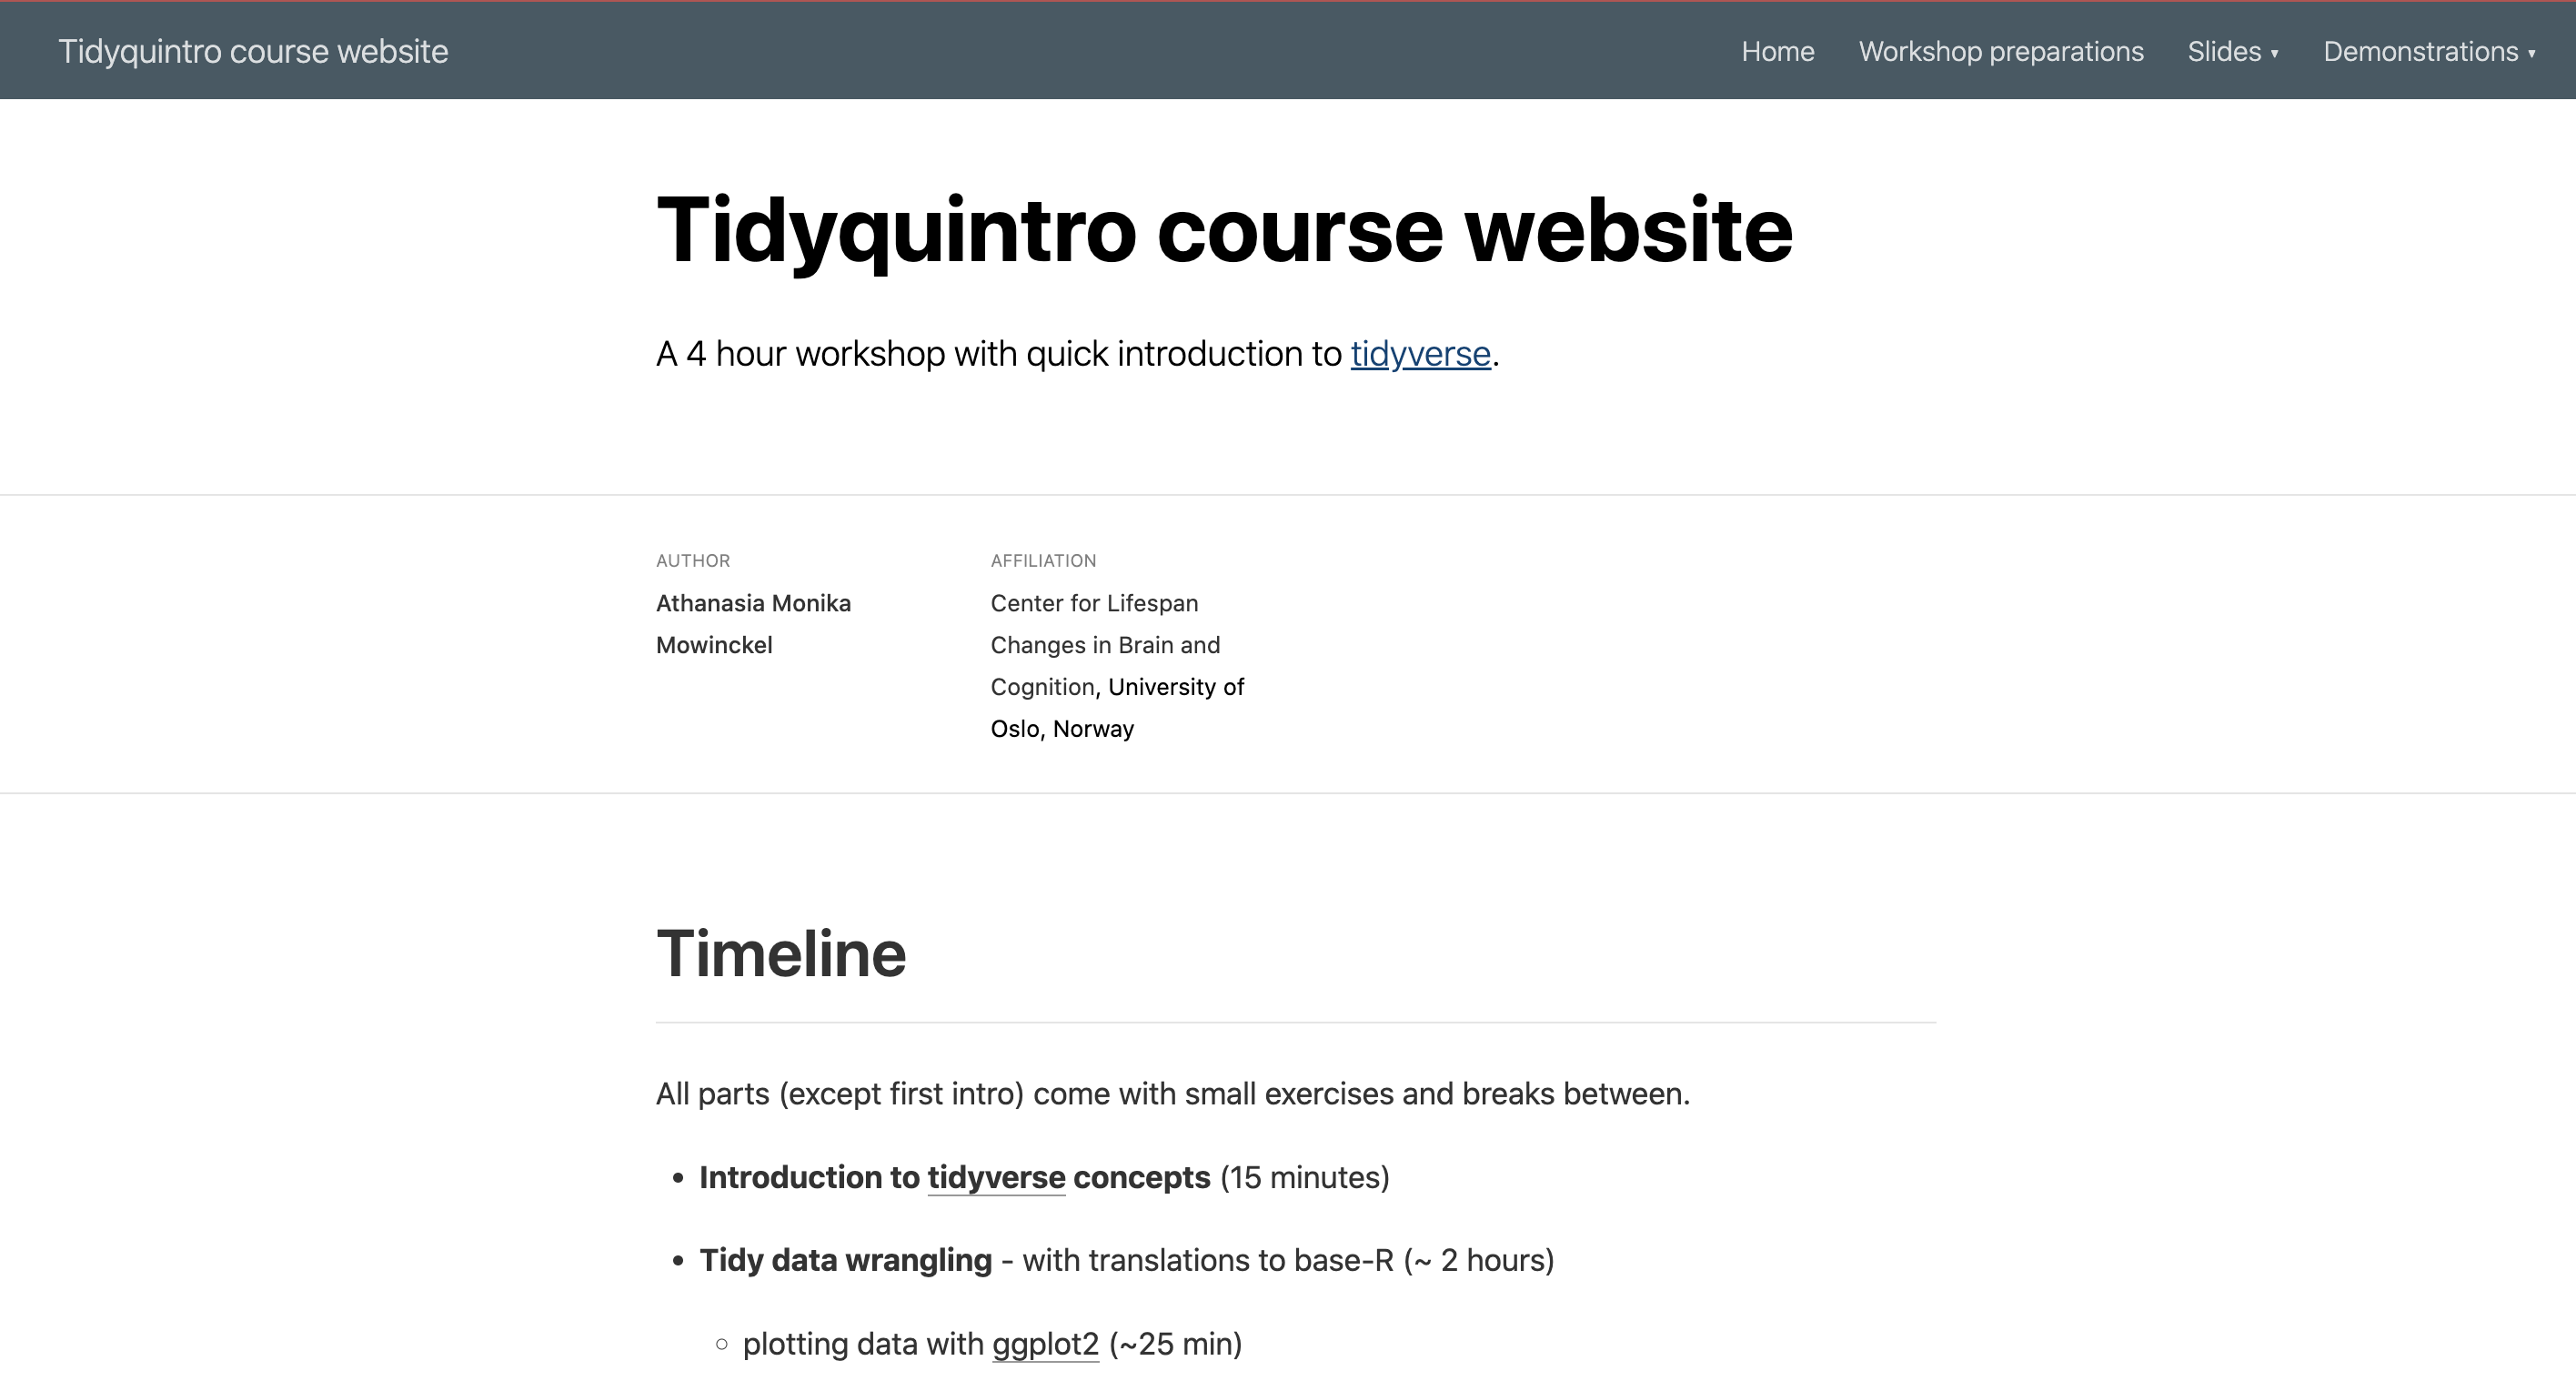 Tidyquintro course website
Home Workshop preparations Slides ▾ Demonstrations ▾
Tidyquintro course website
A 4 hour workshop with quick introduction to tidyverse.
AUTHOR
Athanasia Monika
Mowinckel
AFFILIATION
Center for Lifespan
Changes in Brain and
Cognition, University of
Oslo, Norway
Timeline
All parts (except first intro) come with small exercises and breaks between.
• Introduction to tidyverse concepts (15 minutes)
• Tidy data wrangling - with translations to base-R (~ 2 hours)
◦ plotting data with ggplot2 (~25 min)